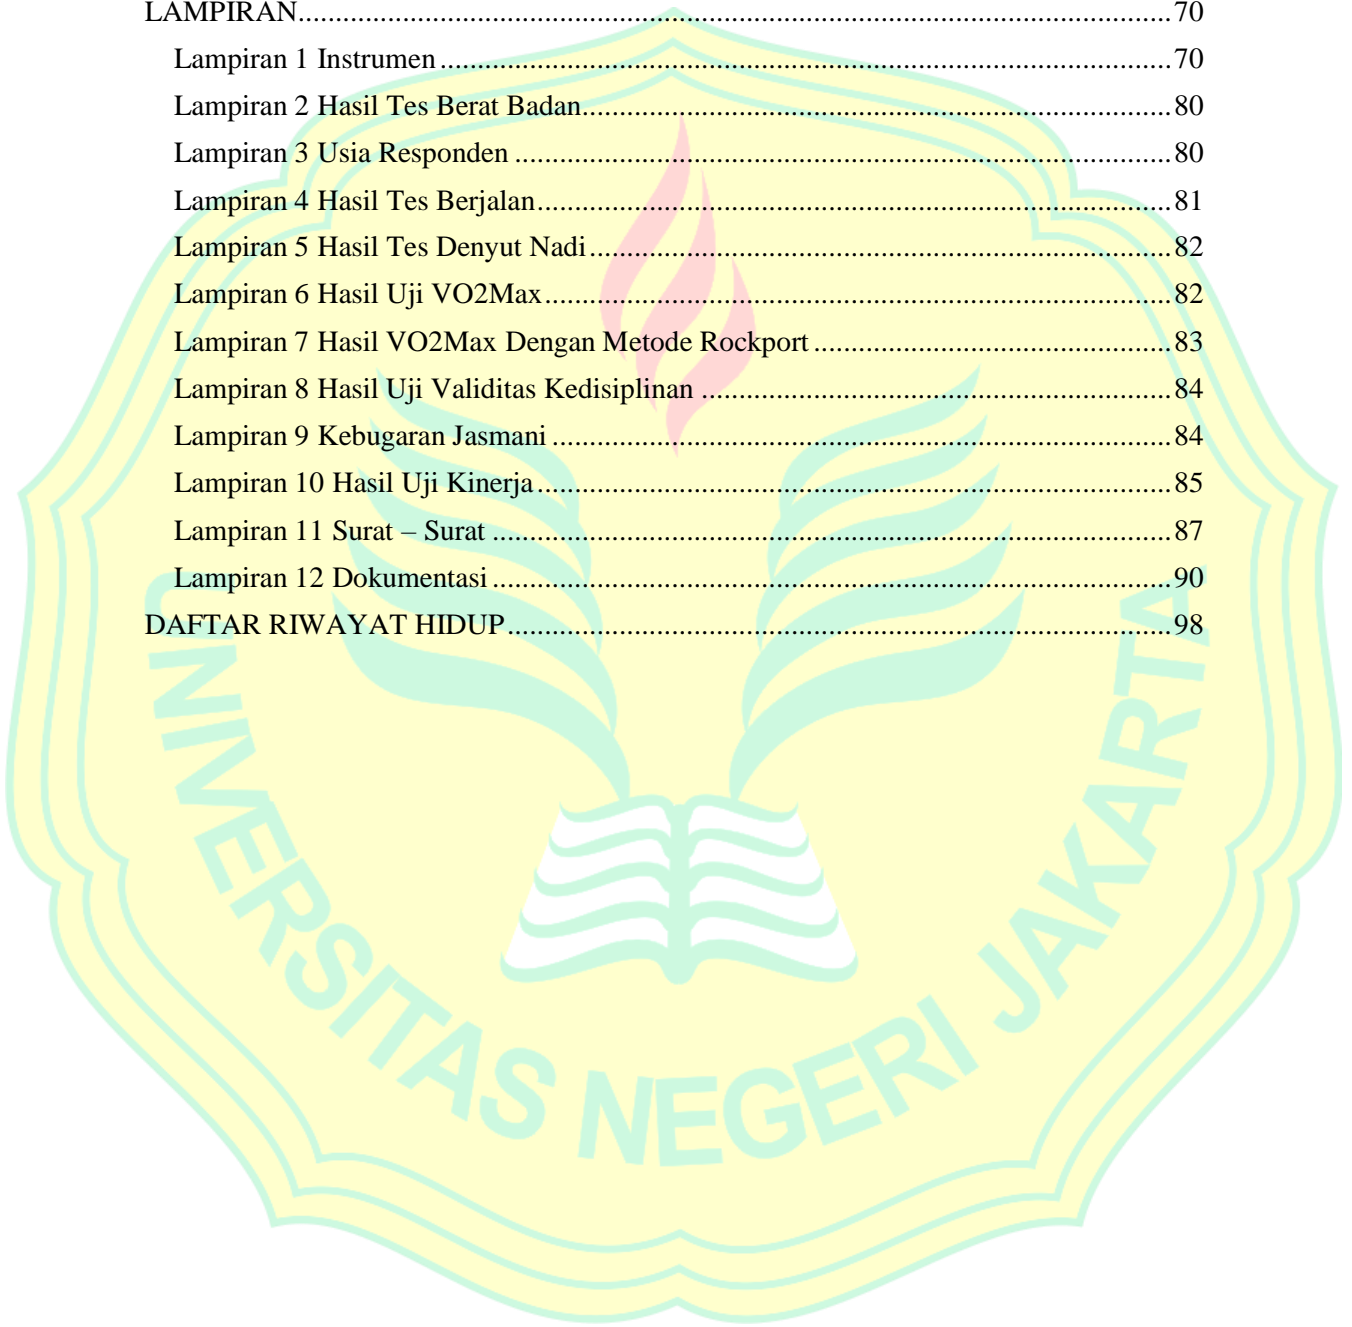 LAMPIRAN........................................................................................................................70
Lampiran 1 Instrumen....................................................................................................70
Lampiran 2 Hasil Tes Berat Badan................................................................................80
Lampiran 3 Usia Responden..........................................................................................80
Lampiran 4 Hasil Tes Berjalan.......................................................................................81
Lampiran 5 Hasil Tes Denyut Nadi................................................................................82
Lampiran 6 Hasil Uji VO2Max......................................................................................82
Lampiran 7 Hasil VO2Max Dengan Metode Rockport.................................................83
Lampiran 8 Hasil Uji Validitas Kedisiplinan................................................................84
Lampiran 9 Kebugaran Jasmani.....................................................................................84
Lampiran 10 Hasil Uji Kinerja.......................................................................................85
Lampiran 11 Surat – Surat.............................................................................................87
Lampiran 12 Dokumentasi.............................................................................................90
DAFTAR RIWAYAT HIDUP...........................................................................................98
UNIVERSITAS NEGERI JAKARTA